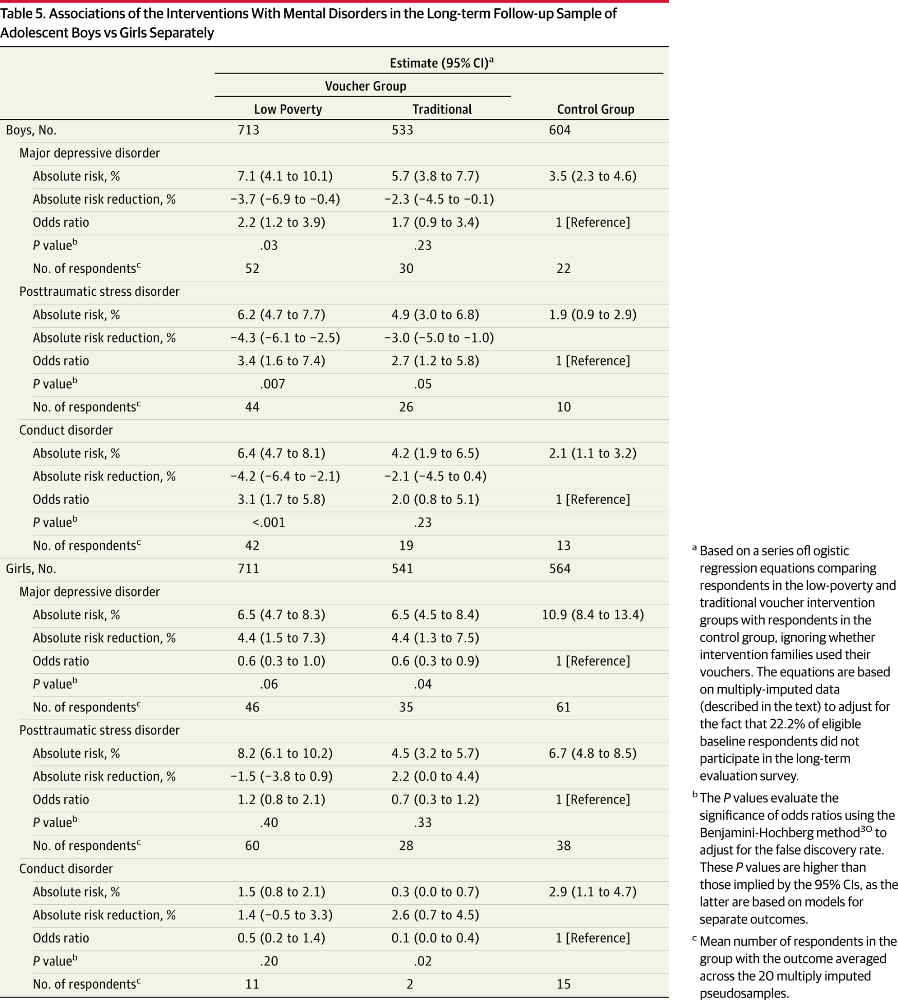 Table 5. Associations of the Interventions With Mental Disorders in the Long-term Follow-up Sample of
Adolescent Boys vs Girls Separately
Estimate (95% CI)a
Voucher Group
Low Poverty Traditional Control Group
Boys, No. 713 533 604
Major depressive disorder
Absolute risk, % 7.1 (4.1 to 10.1) 5.7 (3.8 to 7.7) 3.5 (2.3 to 4.6)
Absolute risk reduction, % −3.7 (−6.9 to −0.4) −2.3 (−4.5 to −0.1)
Odds ratio 2.2 (1.2 to 3.9) 1.7 (0.9 to 3.4) 1 [Reference]
P valueb .03 .23
No. of respondentsc 52 30 22
Posttraumatic stress disorder
Absolute risk, % 6.2 (4.7 to 7.7) 4.9 (3.0 to 6.8) 1.9 (0.9 to 2.9)
Absolute risk reduction, % −4.3 (−6.1 to −2.5) −3.0 (−5.0 to −1.0)
Odds ratio 3.4 (1.6 to 7.4) 2.7 (1.2 to 5.8) 1 [Reference]
P valueb .007 .05
No. of respondentsc 44 26 10
Conduct disorder
Absolute risk, % 6.4 (4.7 to 8.1) 4.2 (1.9 to 6.5) 2.1 (1.1 to 3.2)
Absolute risk reduction, % −4.2 (−6.4 to −2.1) −2.1 (−4.5 to 0.4)
Odds ratio 3.1 (1.7 to 5.8) 2.0 (0.8 to 5.1) 1 [Reference]
P valueb <.001 .23
No. of respondentsc 42 19 13
Girls, No. 711 541 564
Major depressive disorder
Absolute risk, % 6.5 (4.7 to 8.3) 6.5 (4.5 to 8.4) 10.9 (8.4 to 13.4)
Absolute risk reduction, % 4.4 (1.5 to 7.3) 4.4 (1.3 to 7.5)
Odds ratio 0.6 (0.3 to 1.0) 0.6 (0.3 to 0.9) 1 [Reference]
P valueb .06 .04
No. of respondentsc 46 35 61
Posttraumatic stress disorder
Absolute risk, % 8.2 (6.1 to 10.2) 4.5 (3.2 to 5.7) 6.7 (4.8 to 8.5)
Absolute risk reduction, % −1.5 (−3.8 to 0.9) 2.2 (0.0 to 4.4)
Odds ratio 1.2 (0.8 to 2.1) 0.7 (0.3 to 1.2) 1 [Reference]
P valueb .40 .33
No. of respondentsc 60 28 38
Conduct disorder
Absolute risk, % 1.5 (0.8 to 2.1) 0.3 (0.0 to 0.7) 2.9 (1.1 to 4.7)
Absolute risk reduction, % 1.4 (−0.5 to 3.3) 2.6 (0.7 to 4.5)
Odds ratio 0.5 (0.2 to 1.4) 0.1 (0.0 to 0.4) 1 [Reference]
P valueb .20 .02
No. of respondentsc 11 2 15
a Based on a series ofl ogistic
regression equations comparing
respondents in the low-poverty and
traditional voucher intervention
groups with respondents in the
control group, ignoring whether
intervention families used their
vouchers. The equations are based
on multiply-imputed data
(described in the text) to adjust for
the fact that 22.2% of eligible
baseline respondents did not
participate in the long-term
evaluation survey.
b The P values evaluate the
significance of odds ratios using the
Benjamini-Hochberg method30 to
adjust for the false discovery rate.
These P values are higher than
those implied by the 95% CIs, as the
latter are based on models for
separate outcomes.
c Mean number of respondents in the
group with the outcome averaged
across the 20 multiply imputed
pseudosamples.